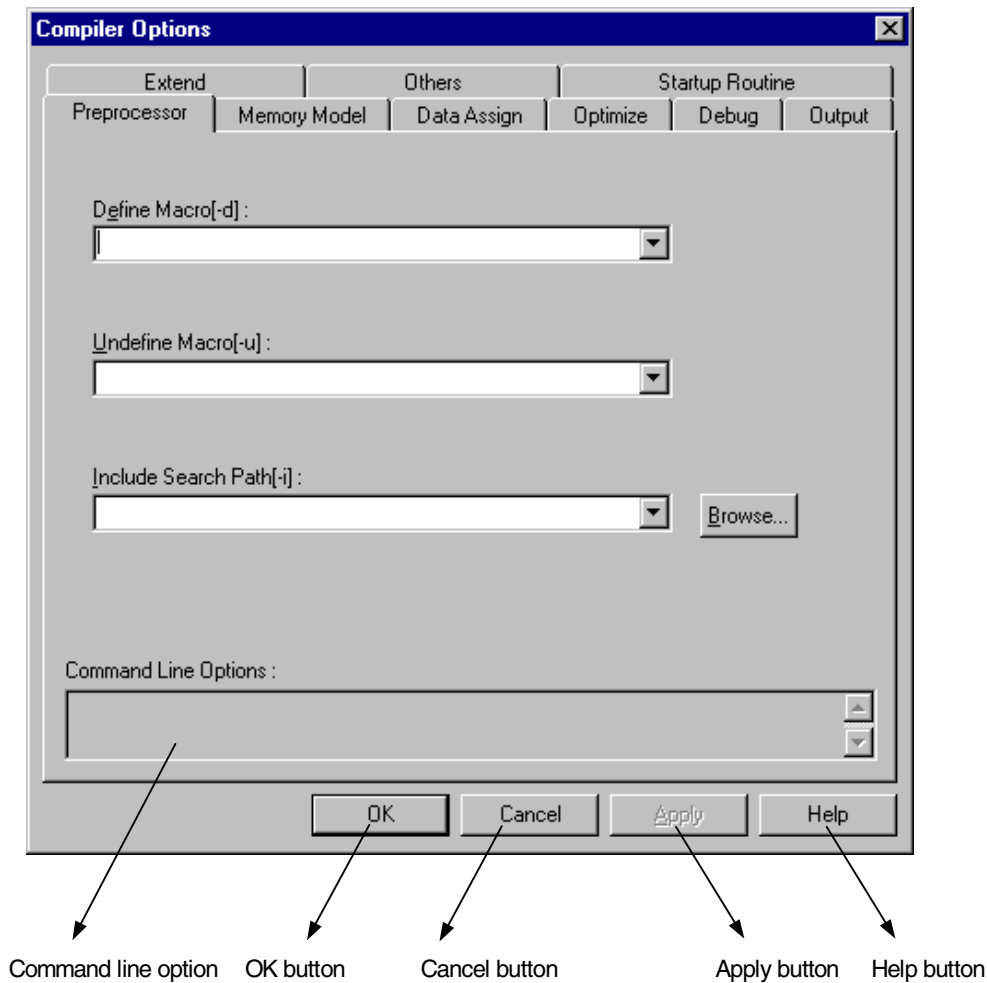 Compiler Options
Extend Others Startup Routine
Preprocessor Memory Model Data Assign Optimize Debug Output
Define Macro[-d] :
Undefine Macro[-u] :
Include Search Path[-i] :
Browse...
Command Line Options :
OK Cancel Apply Help
Command line option OK button Cancel button Apply button Help button